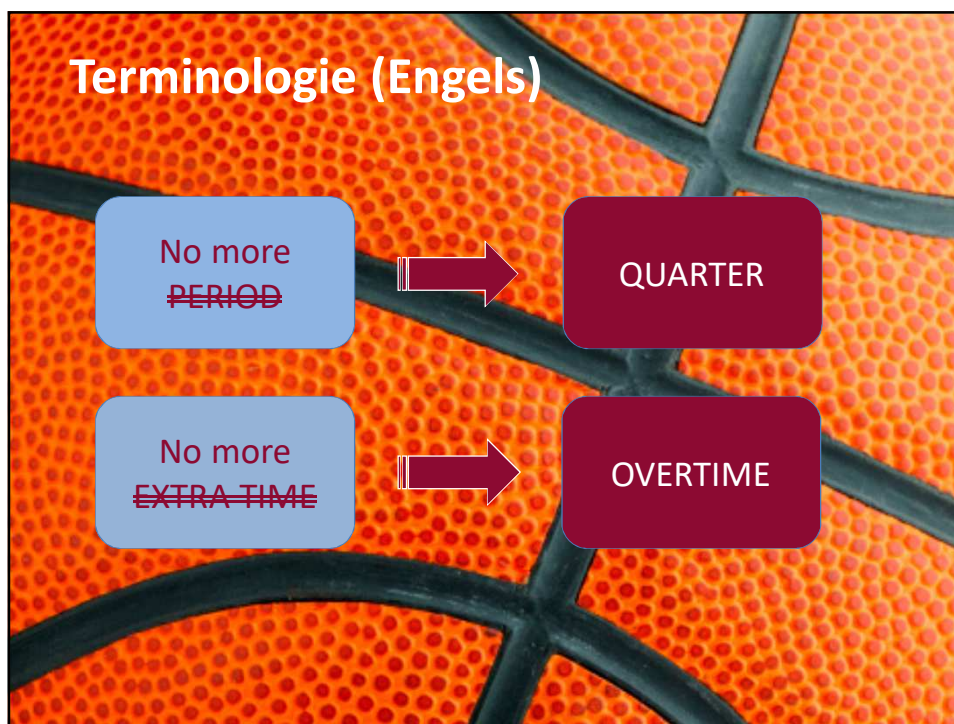 Terminologie (Engels)
No more
PERIOD
QUARTER
No more
EXTRA TIME
OVERTIME